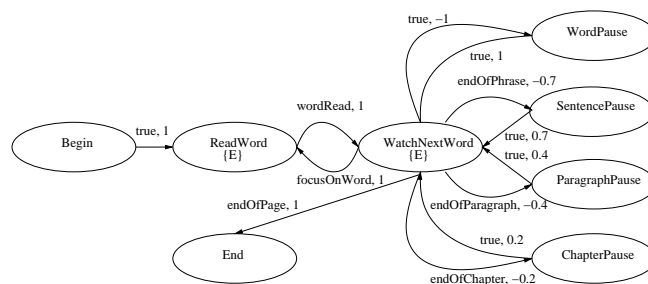 true, −1
WordPause
true, 1
endOfPhrase, −0.7
wordRead, 1
SentencePause
true, 1
Begin
ReadWord
{E}
WatchNextWord
{E}
true, 0.7
true, 0.4
focusOnWord, 1
ParagraphPause
endOfPage, 1
endOfParagraph, −0.4
true, 0.2
End
ChapterPause
endOfChapter, −0.2